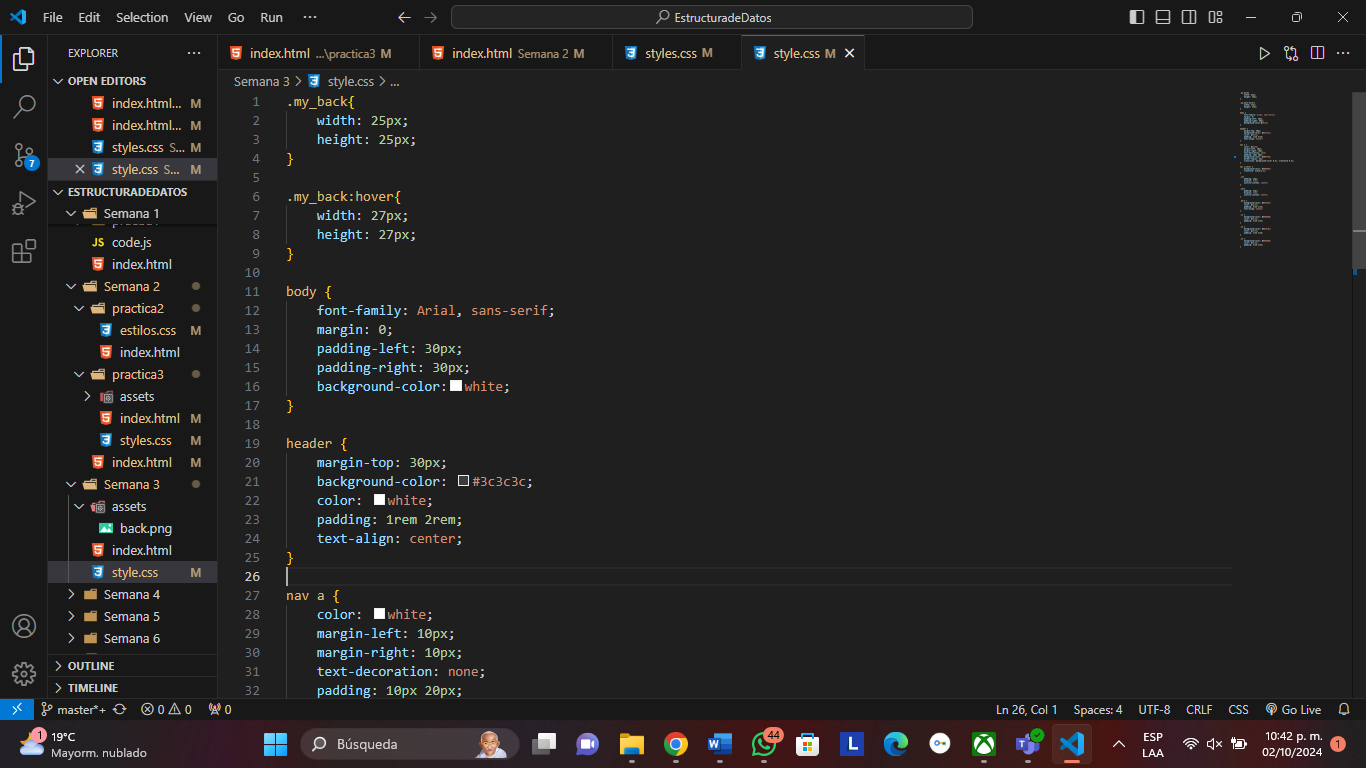 File Edit Selection View Go Run ··· EstructuradeDatos
EXPLORER ···
OPEN EDITORS
index.html... M
index.html... M
styles.css S... M
style.css S... M
ESTRUCTURADEDATOS
Semana 1
code.js
index.html
Semana 2
practica2
estilos.css M
index.html
practica3
assets
index.html M
styles.css M
index.html M
Semana 3
assets
back.png
index.html
style.css M
Semana 4
Semana 5
Semana 6
OUTLINE
TIMELINE
7
index.html ...\practica3 M index.html Semana 2 M styles.css M style.css M
Semana 3 > style.css > ...
1 .my_back{
2 width: 25px;
3 height: 25px;
4 }
5
6 .my_back:hover{
7 width: 27px;
8 height: 27px;
9 }
10
11 body {
12 font-family: Arial, sans-serif;
13 margin: 0;
14 padding-left: 30px;
15 padding-right: 30px;
16 background-color: white;
17 }
18
19 header {
20 margin-top: 30px;
21 background-color: #3c3c3c;
22 color: white;
23 padding: 1rem 2rem;
24 text-align: center;
25 }
26
27 nav a {
28 color: white;
29 margin-left: 10px;
30 margin-right: 10px;
31 text-decoration: none;
32 padding: 10px 20px;
master*+ 0 0 0 Ln 26, Col 1 Spaces: 4 UTF-8 CRLF CSS Go Live
1
19°C
Mayorm. nublado
Búsqueda
44
ESP
LAA
10:42 p. m.
02/10/2024
1